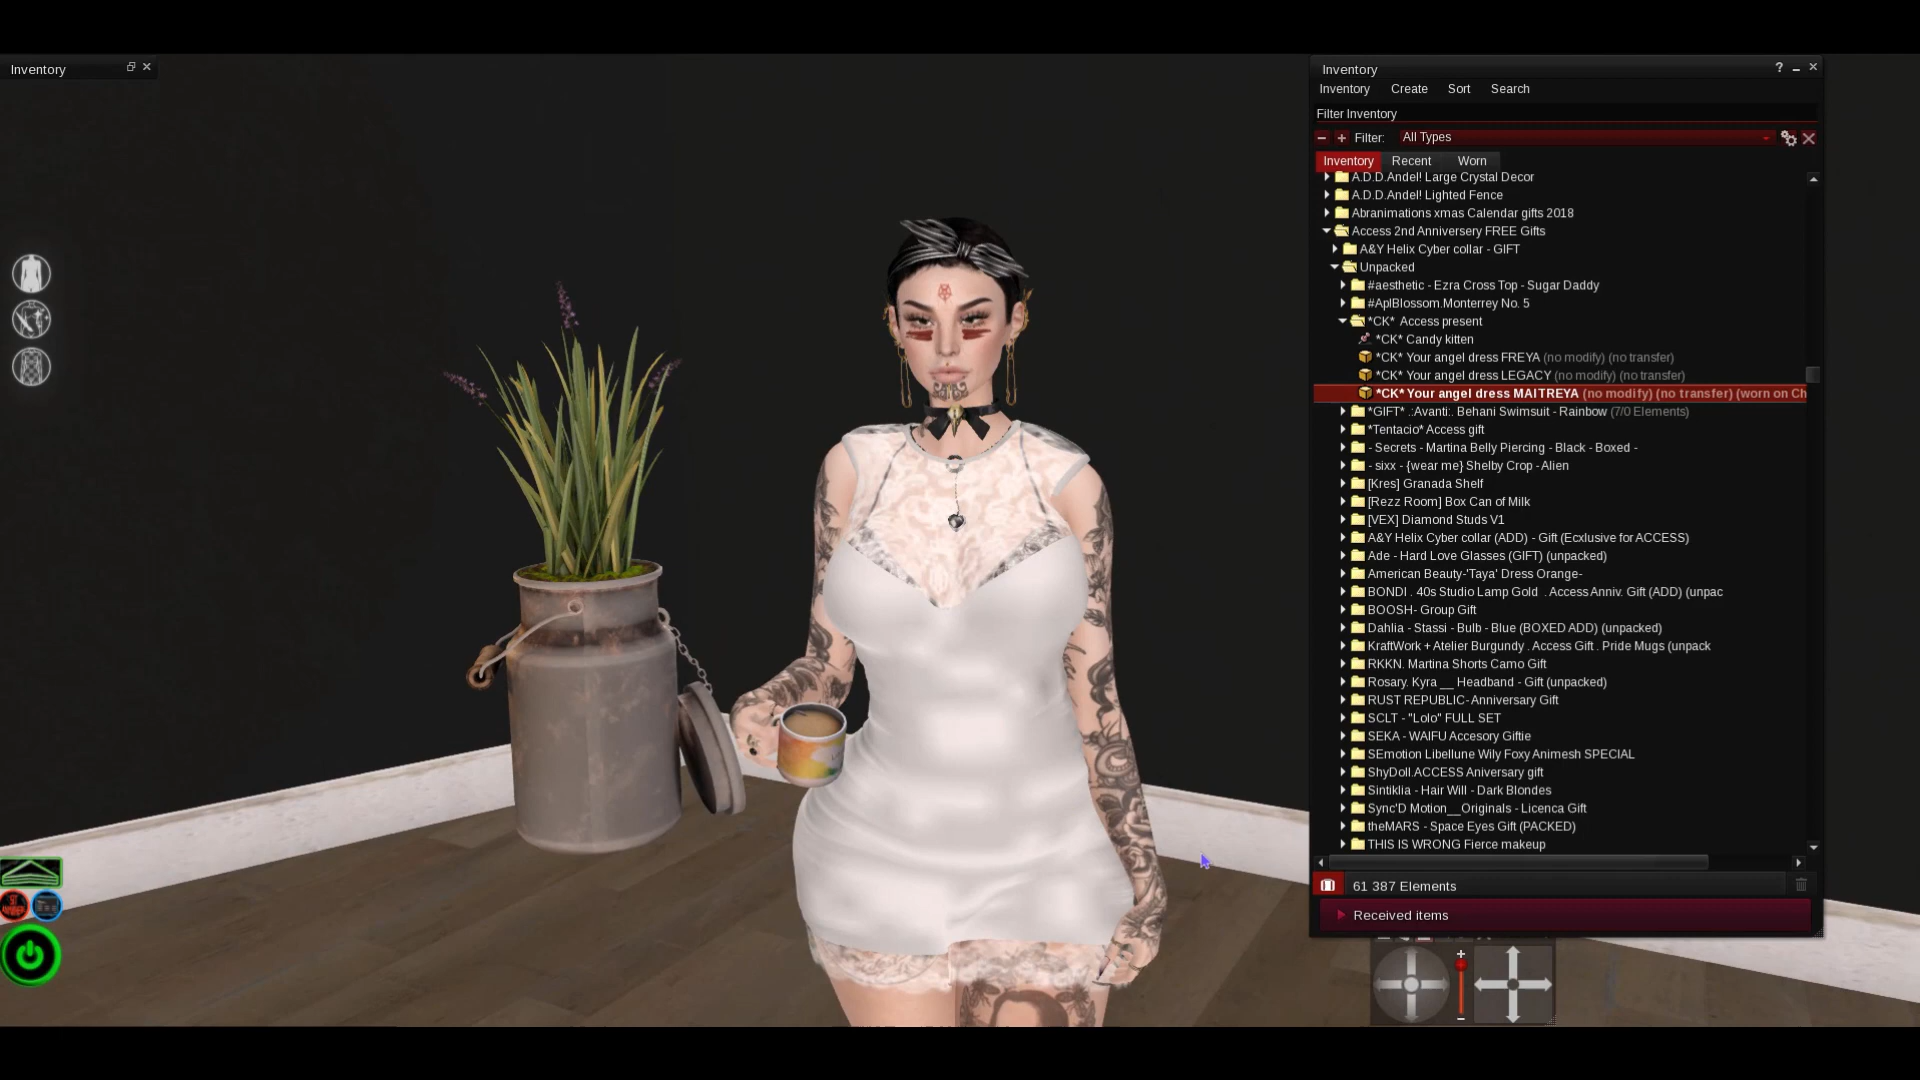 Inventory
Inventory
Inventory Create Sort Search
Filter Inventory
Filter: All Types
Inventory Recent Worn
A.D.D.Andel! Large Crystal Decor
A.D.D.Andel! Lighted Fence
Abranimations xmas Calendar gifts 2018
Access 2nd Anniversery FREE Gifts
A&Y Helix Cyber collar - GIFT
Unpacked
#aesthetic - Ezra Cross Top - Sugar Daddy
#AplBlossom.Monterrey No. 5
*CK* Access present
*CK* Candy kitten
*CK* Your angel dress FREYA (no modify) (no transfer)
*CK* Your angel dress LEGACY (no modify) (no transfer)
*CK* Your angel dress MAITREYA (no modify) (no transfer) (worn on Ch
*GIFT* .:Avanti:. Behani Swimsuit - Rainbow (7/0 Elements)
*Tentacio* Access gift
- Secrets - Martina Belly Piercing - Black - Boxed -
- sixx - {wear me} Shelby Crop - Alien
[Kres] Granada Shelf
[Rezz Room] Box Can of Milk
[VEX] Diamond Studs V1
A&Y Helix Cyber collar (ADD) - Gift (Ecxlusive for ACCESS)
Ade - Hard Love Glasses (GIFT) (unpacked)
American Beauty-'Taya' Dress Orange-
BONDI . 40s Studio Lamp Gold . Access Anniv. Gift (ADD) (unpac
BOOSH- Group Gift
Dahlia - Stassi - Bulb - Blue (BOXED ADD) (unpacked)
KraftWork + Atelier Burgundy . Access Gift . Pride Mugs (unpack
RKKN. Martina Shorts Camo Gift
Rosary. Kyra __ Headband - Gift (unpacked)
RUST REPUBLIC- Anniversary Gift
SCLT - "Lolo" FULL SET
SEKA - WAIFU Accesory Giftie
SEmotion Libellune Wily Foxy Animesh SPECIAL
ShyDoll.ACCESS Aniversary gift
Sintiklia - Hair Will - Dark Blondes
Sync'D Motion__Originals - Licenca Gift
theMARS - Space Eyes Gift (PACKED)
THIS IS WRONG Fierce makeup
61 387 Elements
Received items